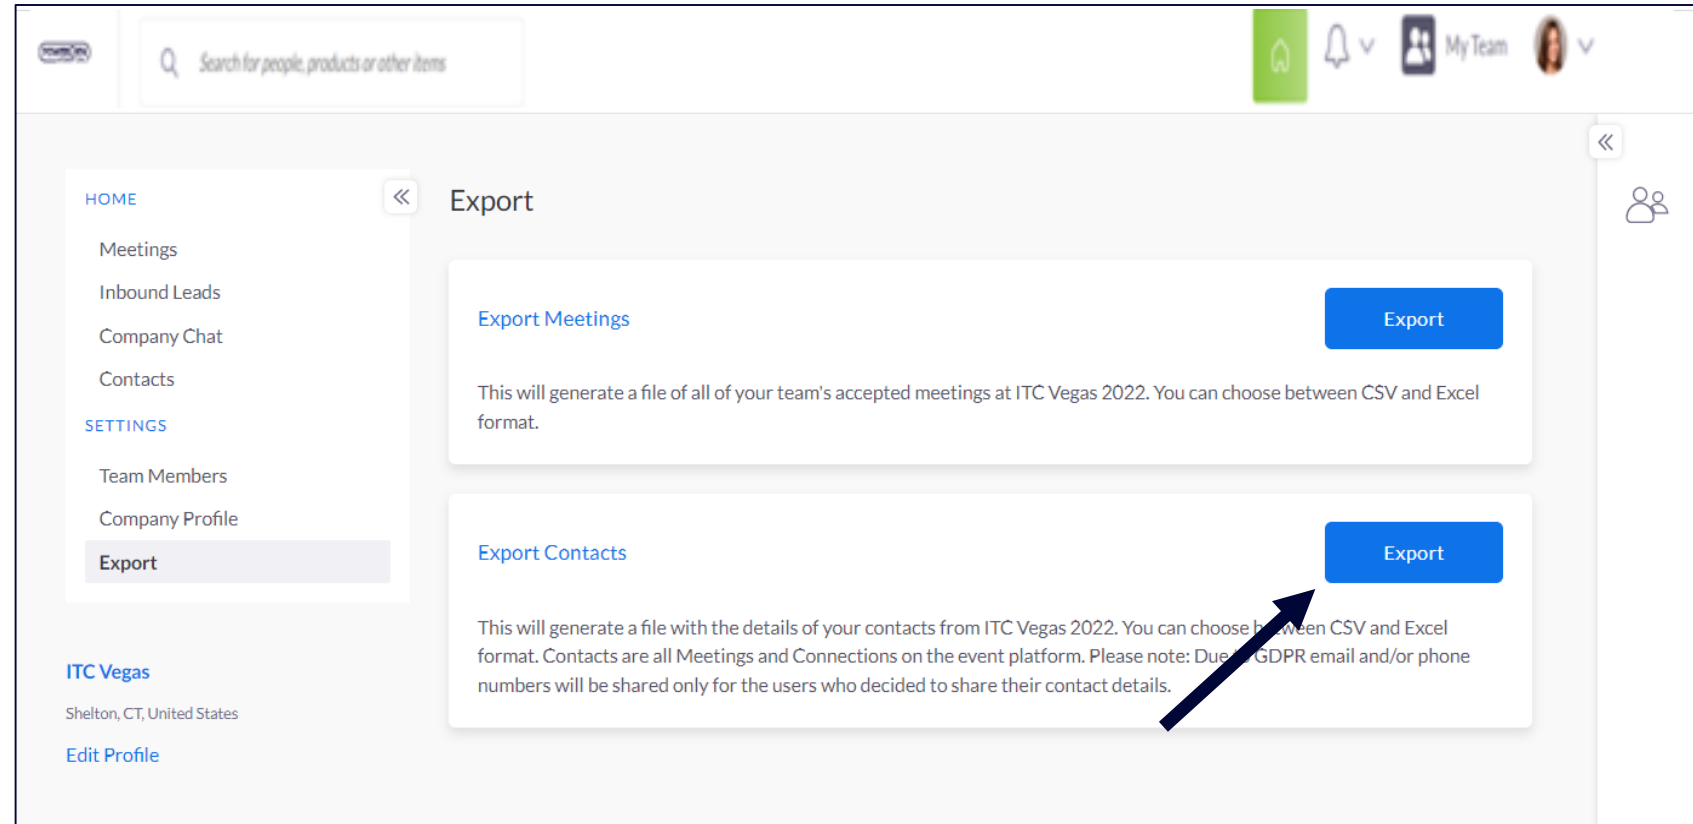 Search for people, products or other items
My Team
HOME
Meetings
Inbound Leads
Company Chat
Contacts
SETTINGS
Team Members
Company Profile
Export
ITC Vegas
Shelton, CT, United States
Edit Profile
Export
Export Meetings
Export
This will generate a file of all of your team's accepted meetings at ITC Vegas 2022. You can choose between CSV and Excel
format.
Export Contacts
Export
This will generate a file with the details of your contacts from ITC Vegas 2022. You can choose between CSV and Excel
format. Contacts are all Meetings and Connections on the event platform. Please note: Due to GDPR email and/or phone
numbers will be shared only for the users who decided to share their contact details.